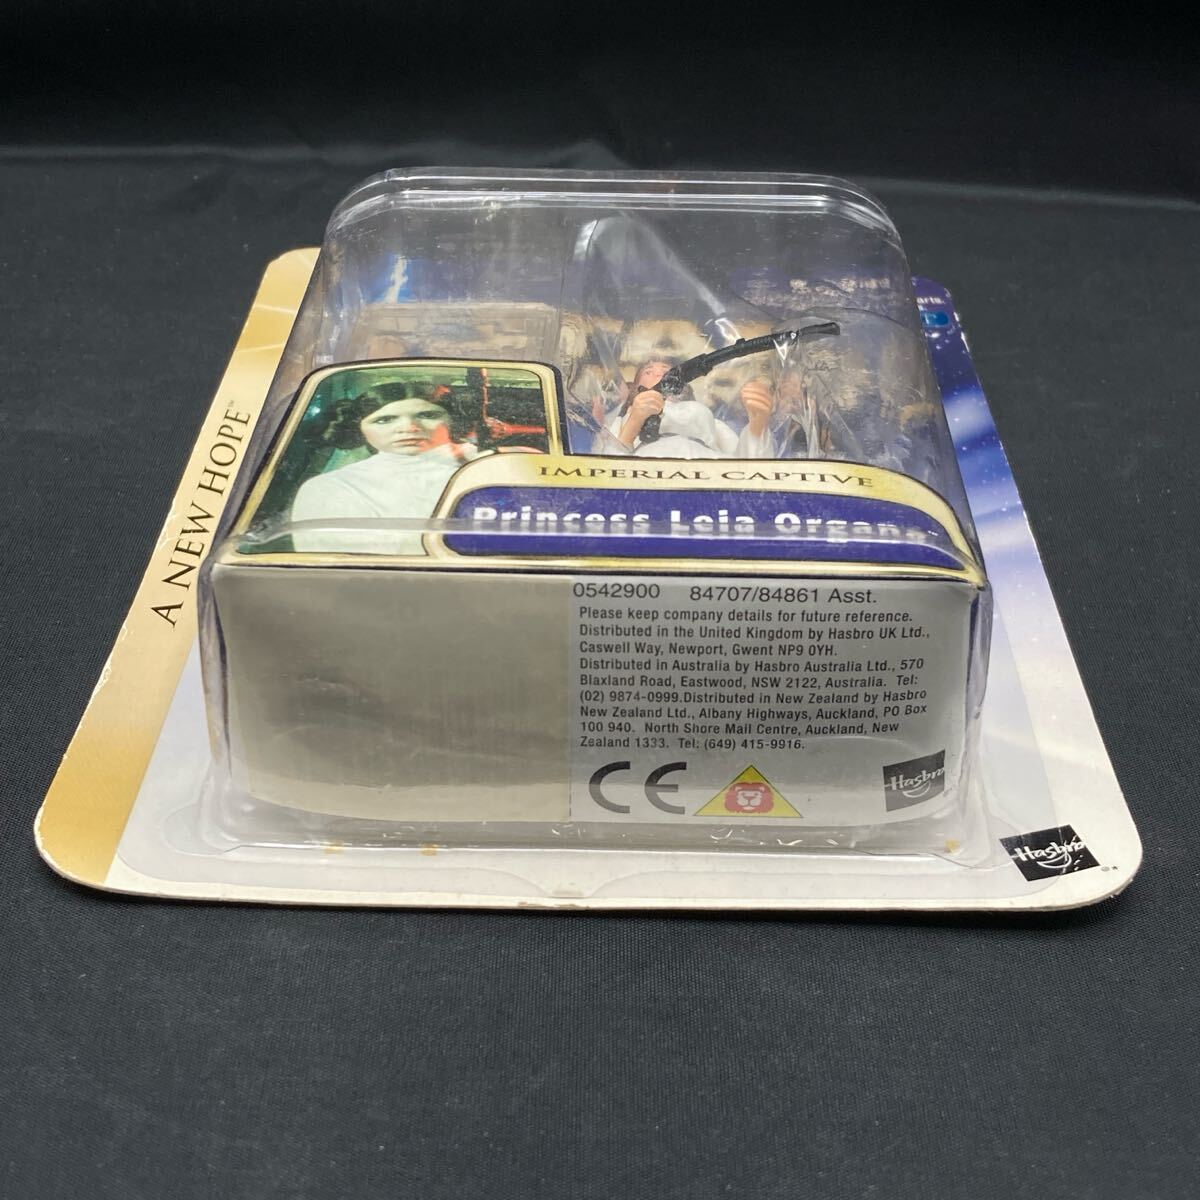 A NEW HOPE™
arts.
IMPERIAL CAPTIVE
Princess Leia Organa™
0542900 84707/84861 Asst.
Please keep company details for future reference.
Distributed in the United Kingdom by Hasbro UK Ltd.,
Caswell Way, Newport, Gwent NP9 0YH.
Distributed in Australia by Hasbro Australia Ltd., 570
Blaxland Road, Eastwood, NSW 2122, Australia. Tel:
(02) 9874-0999.Distributed in New Zealand by Hasbro
New Zealand Ltd., Albany Highways, Auckland, PO Box
100 940. North Shore Mail Centre, Auckland, New
Zealand 1333. Tel: (649) 415-9916.
CE
Hasbro
Hasbro